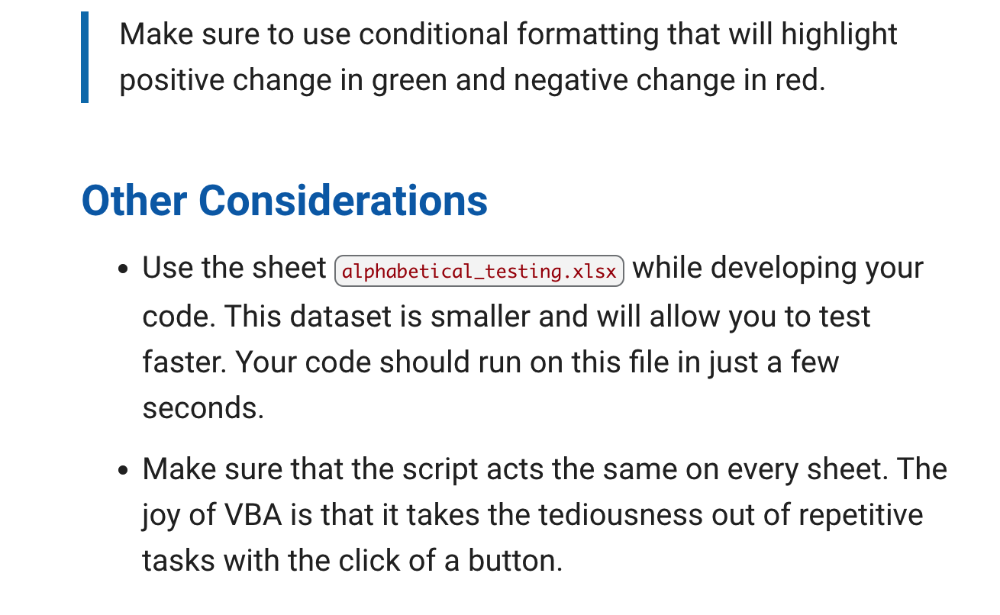 Make sure to use conditional formatting that will highlight
positive change in green and negative change in red.
Other Considerations
• Use the sheet alphabetical_testing.xlsx while developing your
code. This dataset is smaller and will allow you to test
faster. Your code should run on this file in just a few
seconds.
• Make sure that the script acts the same on every sheet. The
joy of VBA is that it takes the tediousness out of repetitive
tasks with the click of a button.